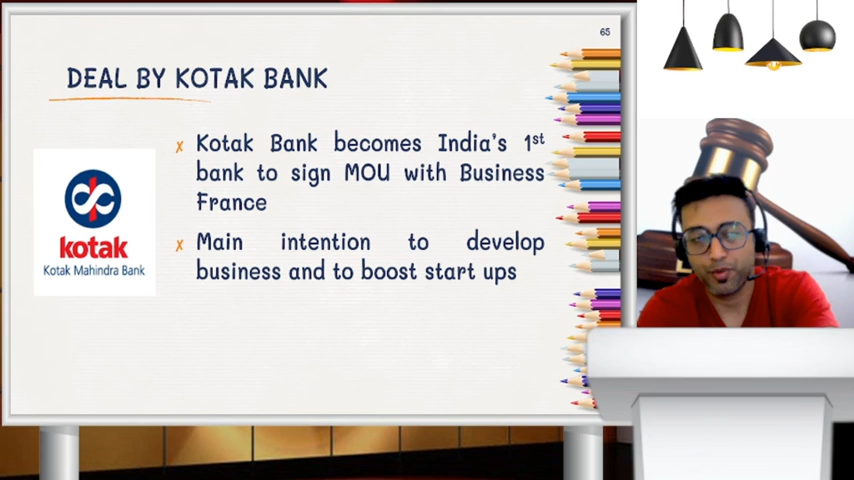 65
DEAL BY KOTAK BANK
Kotak Bank becomes India's 1st
bank to sign MOU with Business
France
Main intention to develop
business and to boost start ups
kotak
Kotak Mahindra Bank